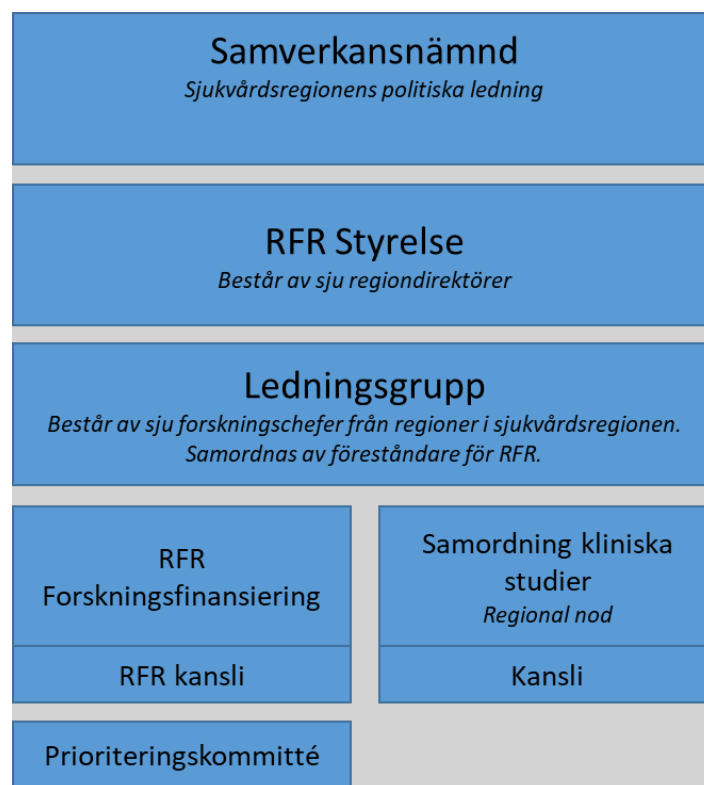 Samverkansnämnd
Sjukvårdsregionens politiska ledning
RFR Styrelse
Består av sju regiondirektörer
Ledningsgrupp
Består av sju forskningschefer från regioner i sjukvårdsregionen.
Samordnas av föreståndare för RFR.
RFR
Forskningsfinansiering
RFR kansli
Samordning kliniska
studier
Regional nod
Kansli
Prioriteringskommitté